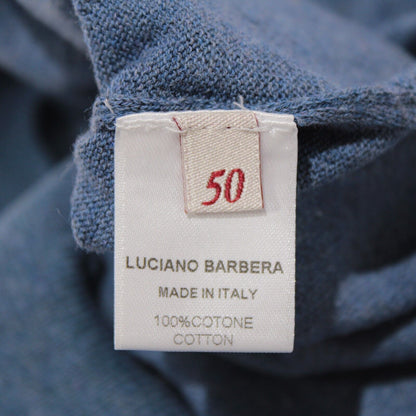 50
LUCIANO BARBERA
MADE IN ITALY
100%COTONE
COTTON